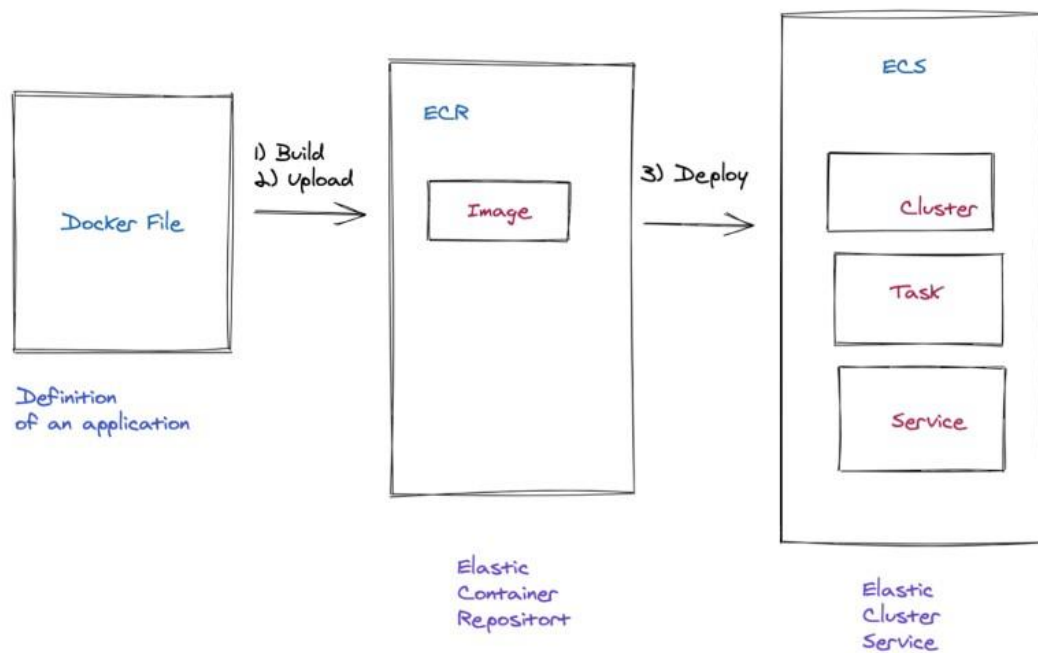 Docker File
Definition
of an application
1) Build
2) Upload
ECR
Image
Elastic
Container
Repositort
3) Deploy
ECS
Cluster
Task
Service
Elastic
Cluster
Service